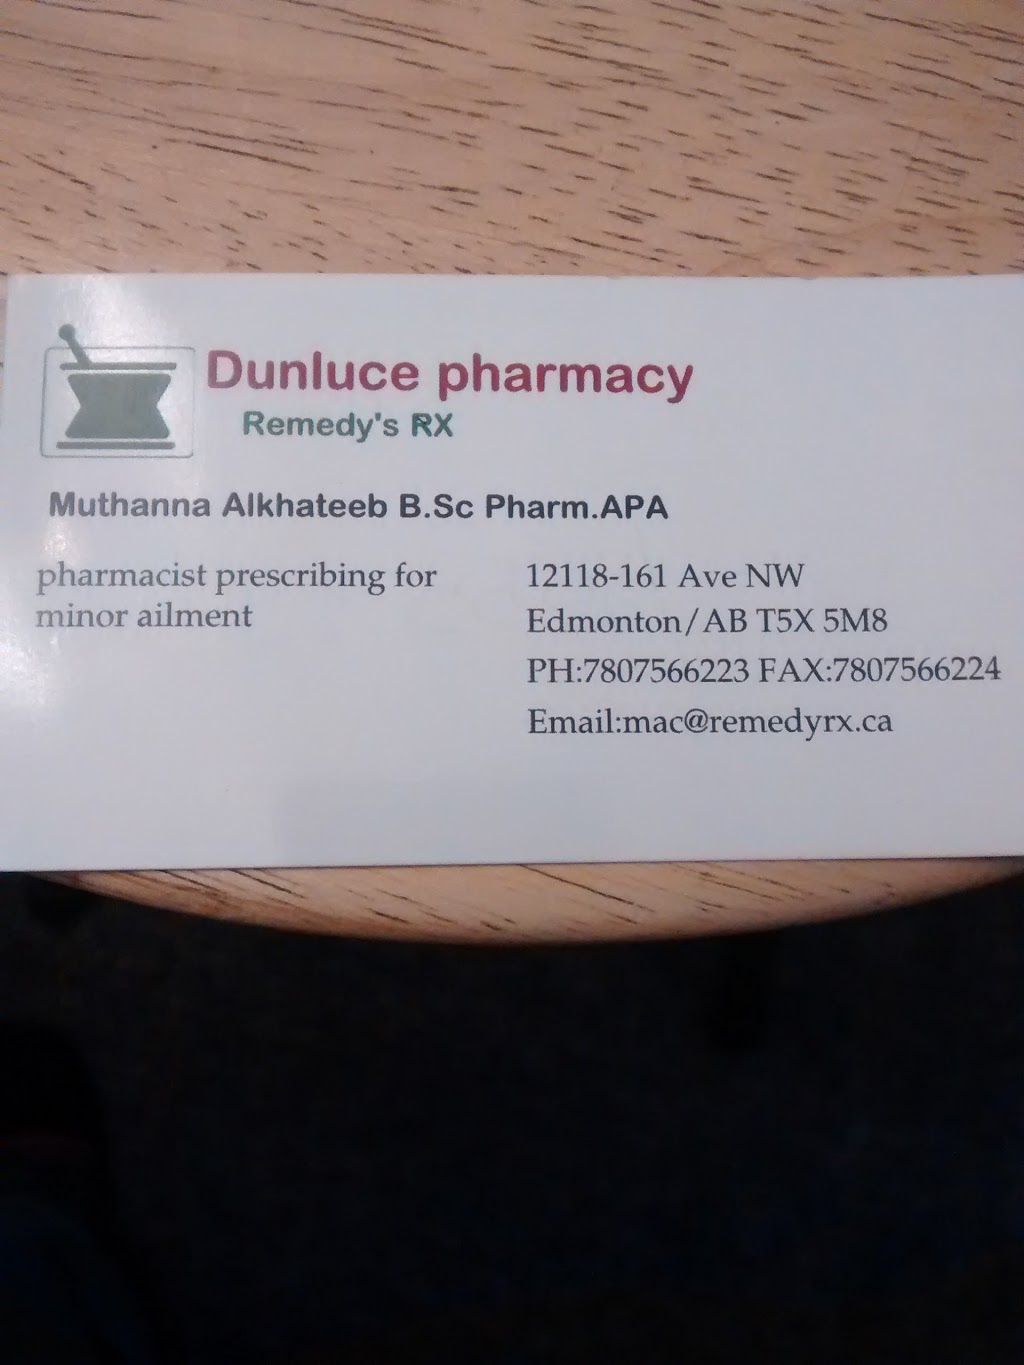 Dunluce pharmacy
Remedy's RX
Muthanna Alkhateeb B.Sc Pharm.APA
pharmacist prescribing for
minor ailment
12118-161 Ave NW
Edmonton/AB T5X 5M8
PH:7807566223 FAX:7807566224
Email:mac@remedyrx.ca